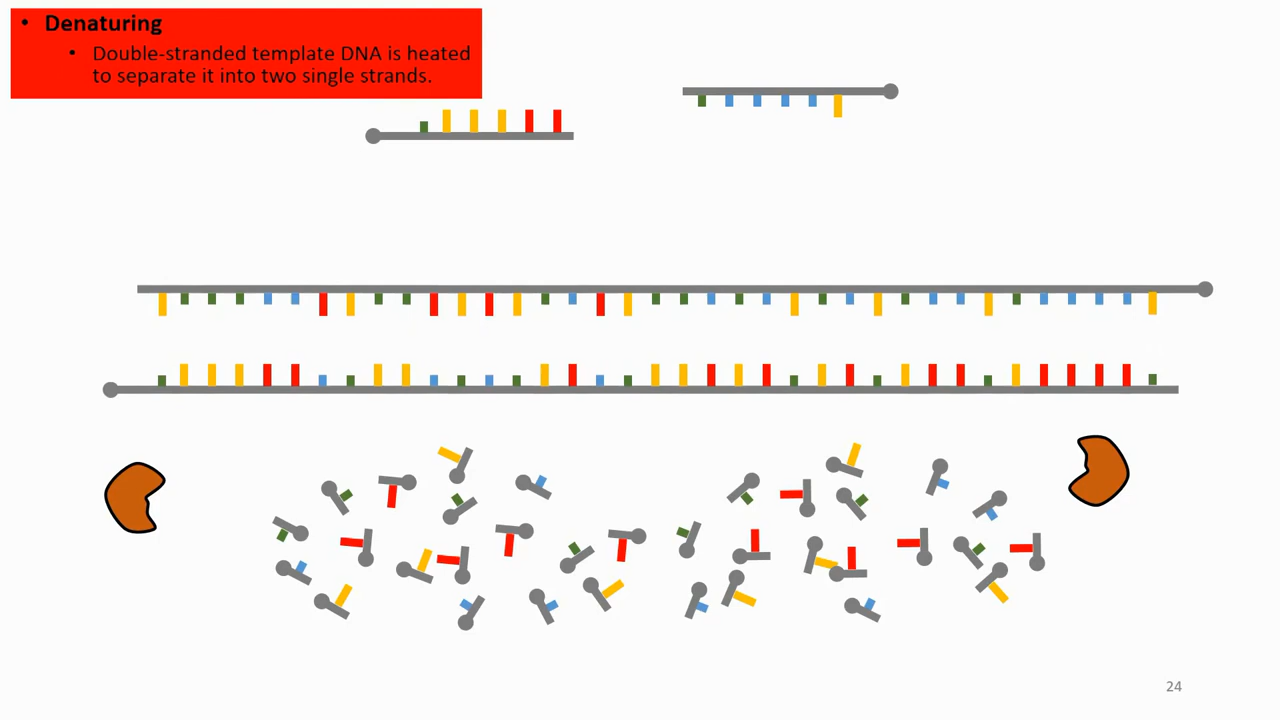 • Denaturing
• Double-stranded template DNA is heated
to separate it into two single strands.
24